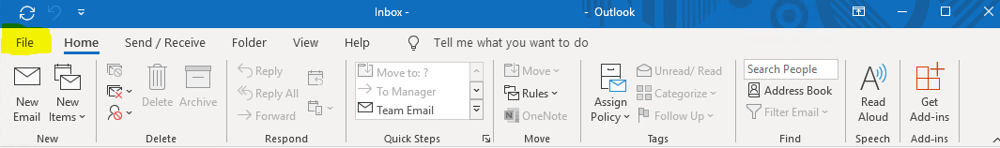 Inbox - - Outlook
File Home Send / Receive Folder View Help Tell me what you want to do
New Email
New Items
Delete
Archive
Delete
New
Reply
Reply All
Forward
Respond
Move to: ?
To Manager
Team Email
Quick Steps
Move
Rules
OneNote
Move
Assign Policy
Unread/ Read
Categorize
Follow Up
Tags
Search People
Address Book
Filter Email
Find
Read Aloud
Speech
Get Add-ins
Add-ins